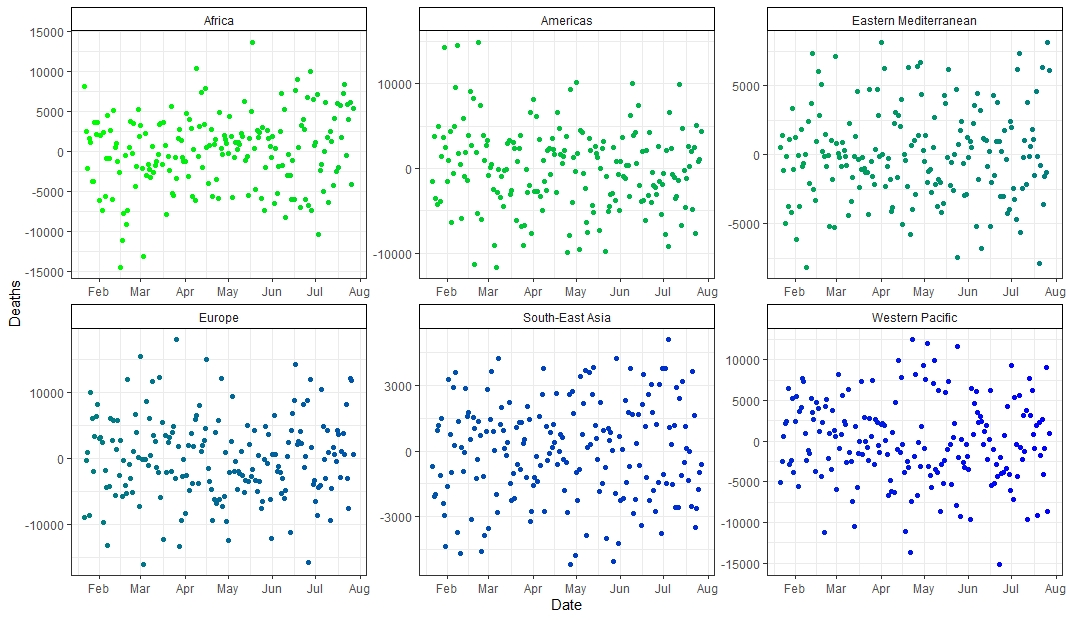 Africa
Americas
Eastern Mediterranean
15000
10000
5000
0
-5000
-10000
-15000
10000
0
-10000
5000
0
-5000
Feb Mar Apr May Jun Jul Aug
Feb Mar Apr May Jun Jul Aug
Feb Mar Apr May Jun Jul Aug
Deaths
Europe
South-East Asia
Western Pacific
10000
0
-10000
3000
0
-3000
10000
5000
0
-5000
-10000
-15000
Feb Mar Apr May Jun Jul Aug
Feb Mar Apr May Jun Jul Aug
Feb Mar Apr May Jun Jul Aug
Date